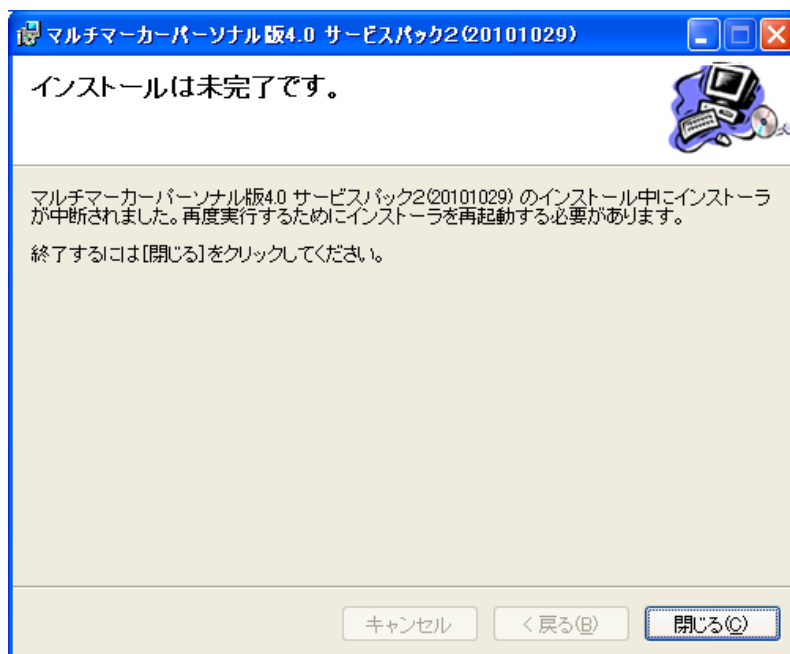 マルチマーカーパーソナル版4.0 サービスパック2(20101029)
インストールは未完了です。
マルチマーカーパーソナル版4.0 サービスパック2(20101029) のインストール中にインストーラ
が中断されました。再度実行するためにインストーラを再起動する必要があります。
終了するには[閉じる]をクリックしてください。
キャンセル
< 戻る(B)
閉じる(C)